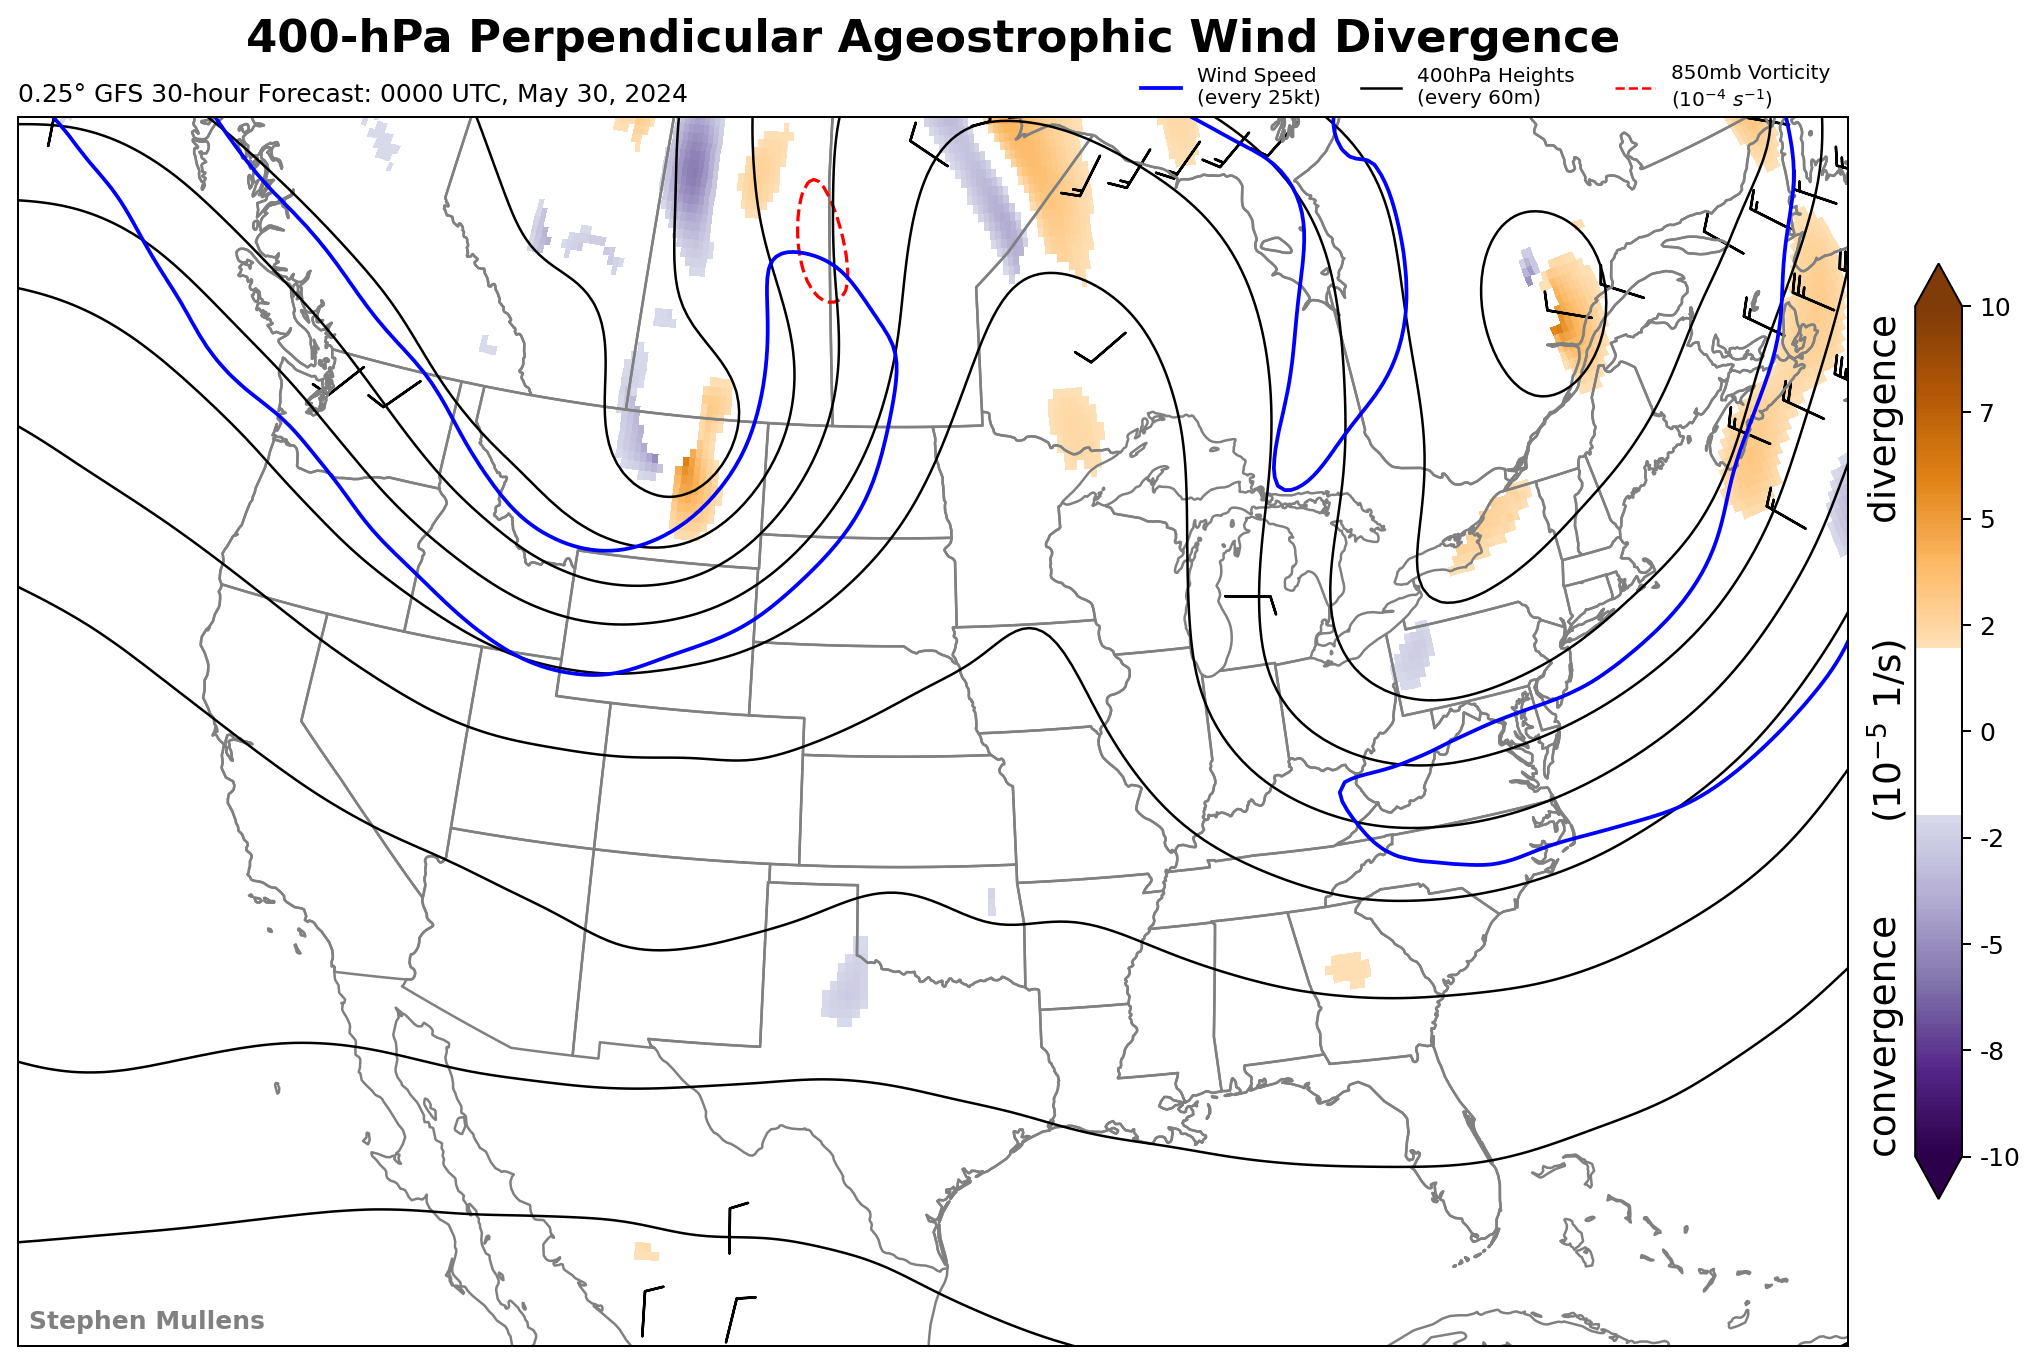 400-hPa Perpendicular Ageostrophic Wind Divergence
0.25° GFS 30-hour Forecast: 0000 UTC, May 30, 2024
Wind Speed
(every 25kt)
400hPa Heights
(every 60m)
850mb Vorticity
(10⁻⁴ s⁻¹)
10
7
5
2
0
-2
-5
-8
-10
convergence (10⁻⁵ 1/s) divergence
Stephen Mullens